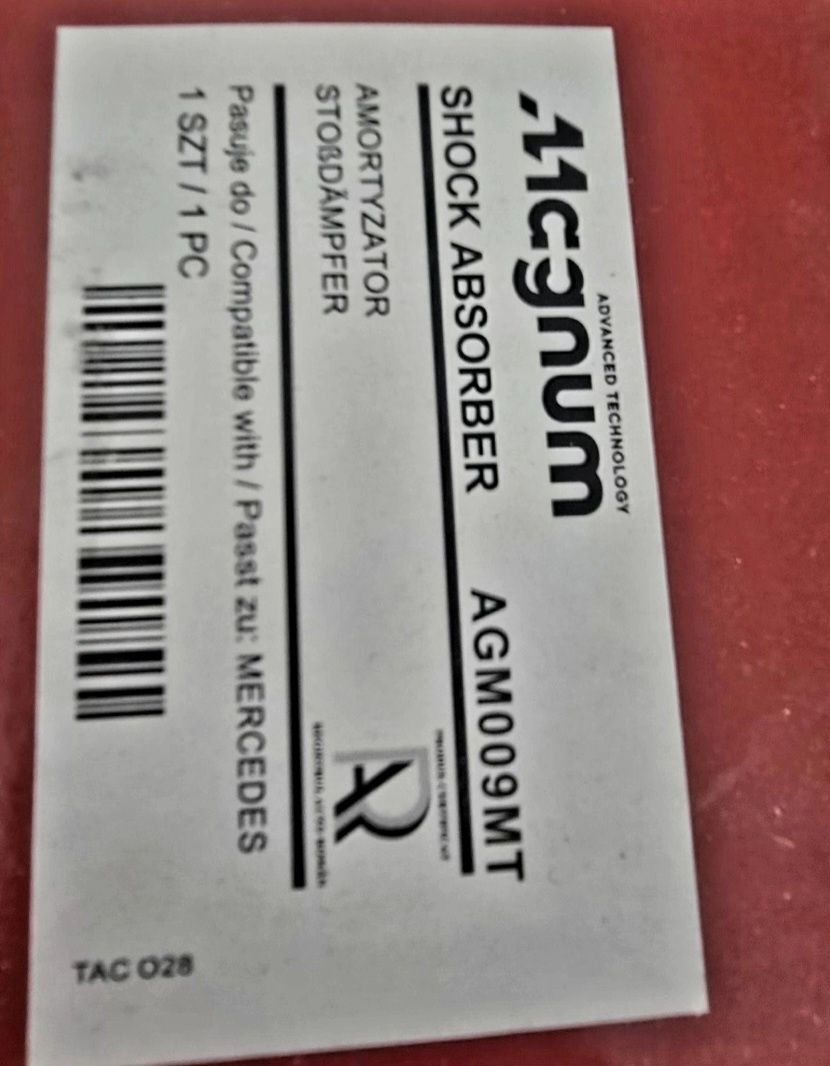 ADVANCED TECHNOLOGY
Magnum
SHOCK ABSORBER AGM009MT
AMORTYZATOR
STOßDÄMPFER
AR
Pasuje do / Compatible with / Passt zu: MERCEDES
1 SZT / 1 PC
TAC O28